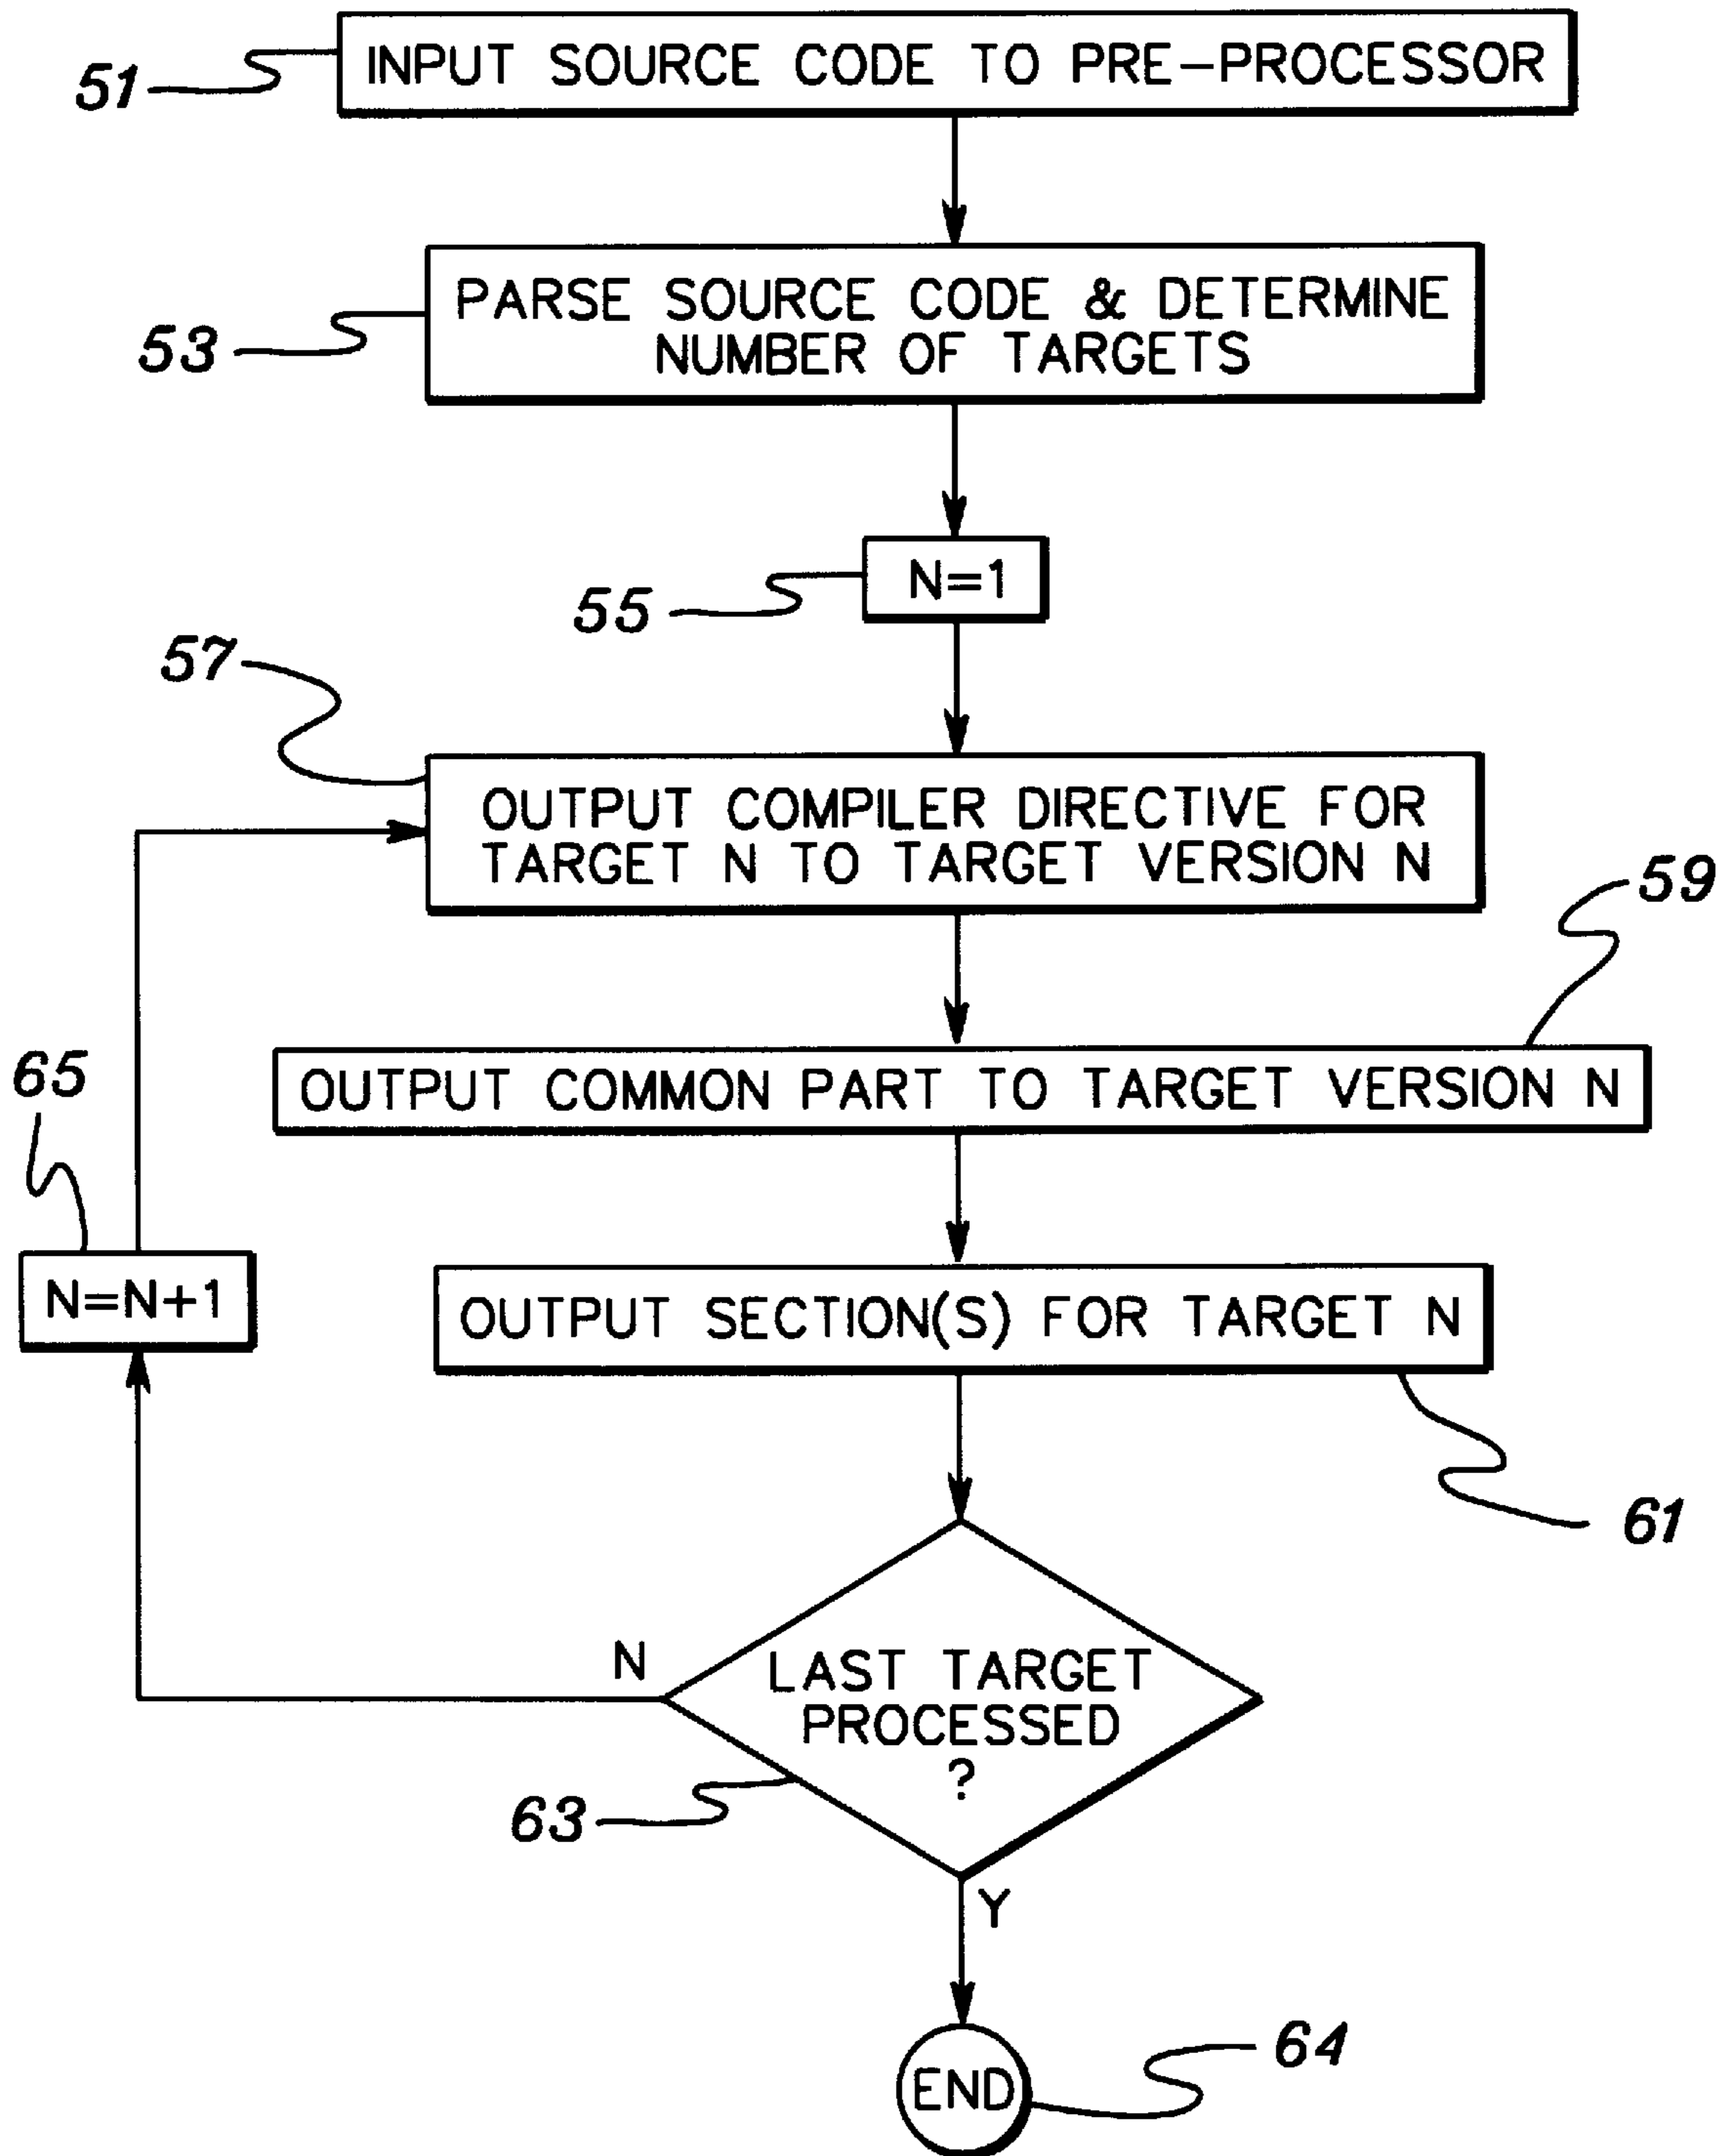 51
INPUT SOURCE CODE TO PRE-PROCESSOR
53
PARSE SOURCE CODE & DETERMINE
NUMBER OF TARGETS
55
N=1
57
OUTPUT COMPILER DIRECTIVE FOR
TARGET N TO TARGET VERSION N
59
OUTPUT COMMON PART TO TARGET VERSION N
65
N=N+1
OUTPUT SECTION(S) FOR TARGET N
61
N
LAST TARGET
PROCESSED
?
63
Y
END
64